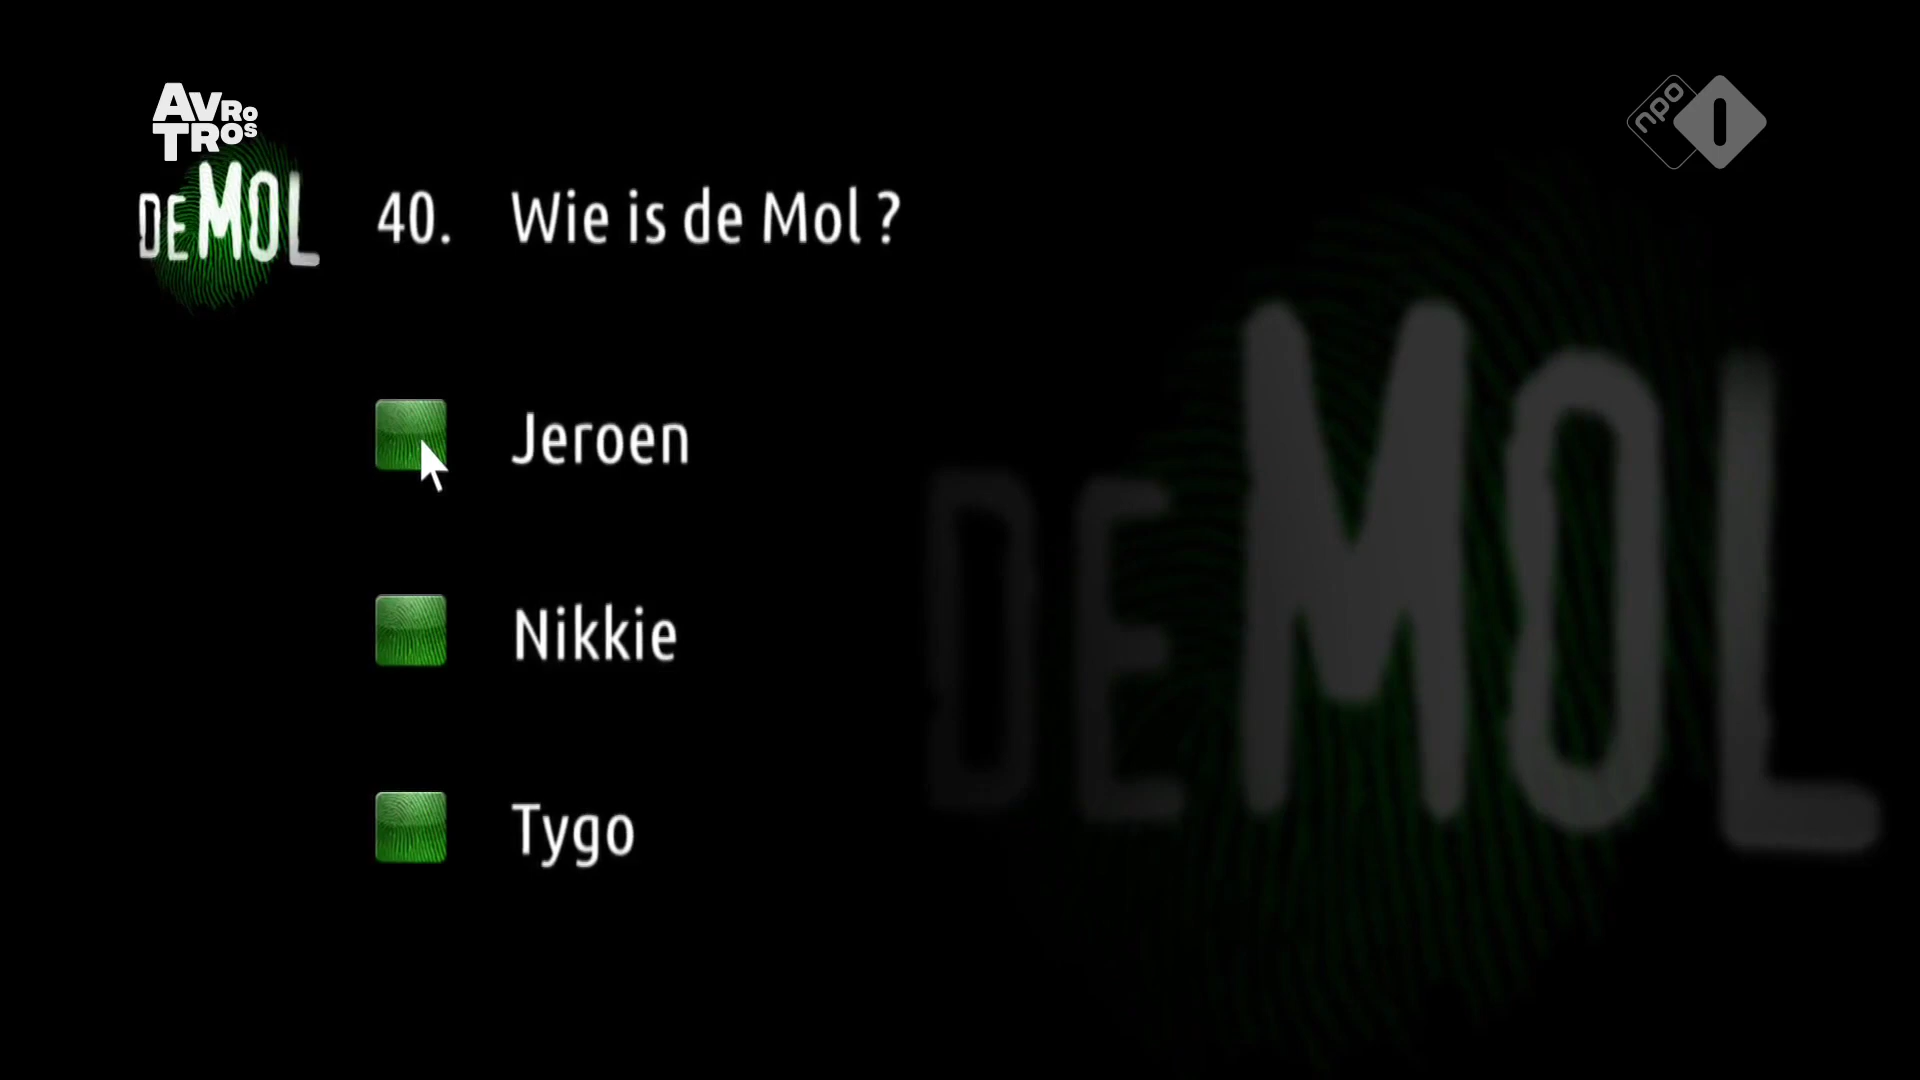 AVRO
TROS
npo 1
DE MOL
40. Wie is de Mol ?
Jeroen
Nikkie
Tygo
DE MOL